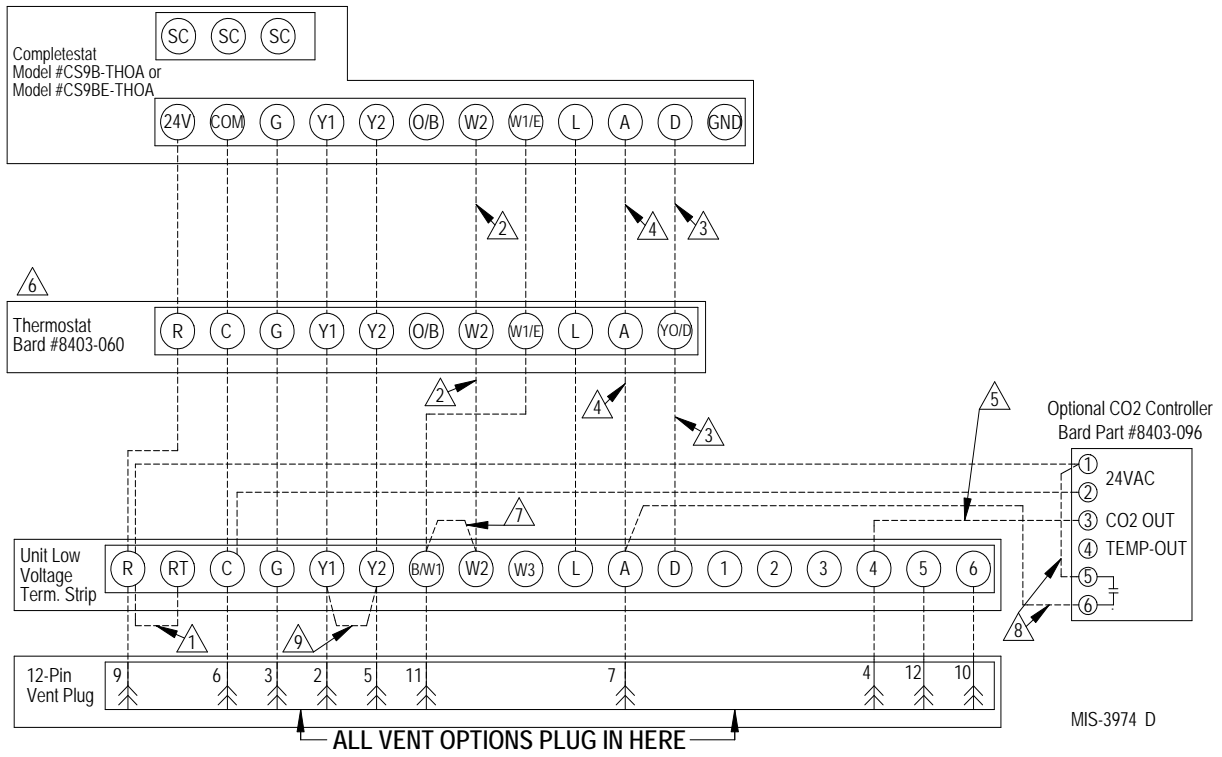 SC SC SC
Completestat
Model #CS9B-THOA or
Model #CS9BE-THOA
24V COM G Y1 Y2 O/B W2 W1/E L A D GND
2 4 3
6
Thermostat
Bard #8403-060
R C G Y1 Y2 O/B W2 W1/E L A YO/D
2 4 3 5
Optional CO2 Controller
Bard Part #8403-096
1 24VAC
2
3 CO2 OUT
4 TEMP-OUT
5
6
7
8
Unit Low
Voltage
Term. Strip
R RT C G Y1 Y2 B/W1 W2 W3 L A D 1 2 3 4 5 6
1 9
12-Pin
Vent Plug
9 6 3 2 5 11 7 4 12 10
ALL VENT OPTIONS PLUG IN HERE
MIS-3974 D